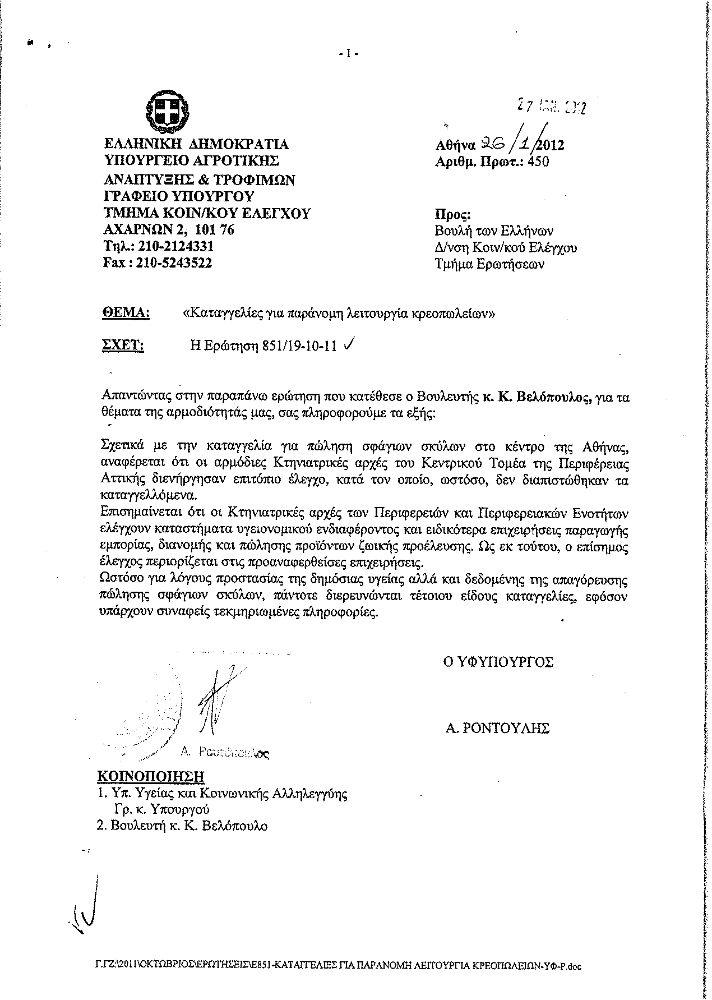 - 1 -
27 ΙΑΝ. 2012
ΕΛΛΗΝΙΚΗ ΔΗΜΟΚΡΑΤΙΑ
ΥΠΟΥΡΓΕΙΟ ΑΓΡΟΤΙΚΗΣ
ΑΝΑΠΤΥΞΗΣ & ΤΡΟΦΙΜΩΝ
ΓΡΑΦΕΙΟ ΥΠΟΥΡΓΟΥ
ΤΜΗΜΑ ΚΟΙΝ/ΚΟΥ ΕΛΕΓΧΟΥ
ΑΧΑΡΝΩΝ 2, 101 76
Τηλ.: 210-2124331
Fax : 210-5243522
Αθήνα 26/1/2012
Αριθμ. Πρωτ.: 450
Προς:
Βουλή των Ελλήνων
Δ/νση Κοιν/κού Ελέγχου
Τμήμα Ερωτήσεων
ΘΕΜΑ: «Καταγγελίες για παράνομη λειτουργία κρεοπωλείων»
ΣΧΕΤ: Η Ερώτηση 851/19-10-11 ✓
Απαντώντας στην παραπάνω ερώτηση που κατέθεσε ο Βουλευτής κ. Κ. Βελόπουλος, για τα
θέματα της αρμοδιότητάς μας, σας πληροφορούμε τα εξής:
Σχετικά με την καταγγελία για πώληση σφάγιων σκύλων στο κέντρο της Αθήνας,
αναφέρεται ότι οι αρμόδιες Κτηνιατρικές αρχές του Κεντρικού Τομέα της Περιφέρειας
Αττικής διενήργησαν επιτόπιο έλεγχο, κατά τον οποίο, ωστόσο, δεν διαπιστώθηκαν τα
καταγγελλόμενα.
Επισημαίνεται ότι οι Κτηνιατρικές αρχές των Περιφερειών και Περιφερειακών Ενοτήτων
ελέγχουν καταστήματα υγειονομικού ενδιαφέροντος και ειδικότερα επιχειρήσεις παραγωγής
εμπορίας, διανομής και πώλησης προϊόντων ζωικής προέλευσης. Ως εκ τούτου, ο επίσημος
έλεγχος περιορίζεται στις προαναφερθείσες επιχειρήσεις.
Ωστόσο για λόγους προστασίας της δημόσιας υγείας αλλά και δεδομένης της απαγόρευσης
πώλησης σφάγιων σκύλων, πάντοτε διερευνώνται τέτοιου είδους καταγγελίες, εφόσον
υπάρχουν συναφείς τεκμηριωμένες πληροφορίες.
Ο ΥΦΥΠΟΥΡΓΟΣ
Α. ΡΟΝΤΟΥΛΗΣ
Α.
ΚΟΙΝΟΠΟΙΗΣΗ
1. Υπ. Υγείας και Κοινωνικής Αλληλεγγύης
Γρ. κ. Υπουργού
2. Βουλευτή κ. Κ. Βελόπουλο
Γ.ΓΖ:\2011\ΟΚΤΩΒΡΙΟΣ\ΕΡΩΤΗΣΕΙΣ\Ε851-ΚΑΤΑΓΓΕΛΙΕΣ ΓΙΑ ΠΑΡΑΝΟΜΗ ΛΕΙΤΟΥΡΓΙΑ ΚΡΕΟΠΩΛΕΙΩΝ-ΥΦ-Ρ.doc